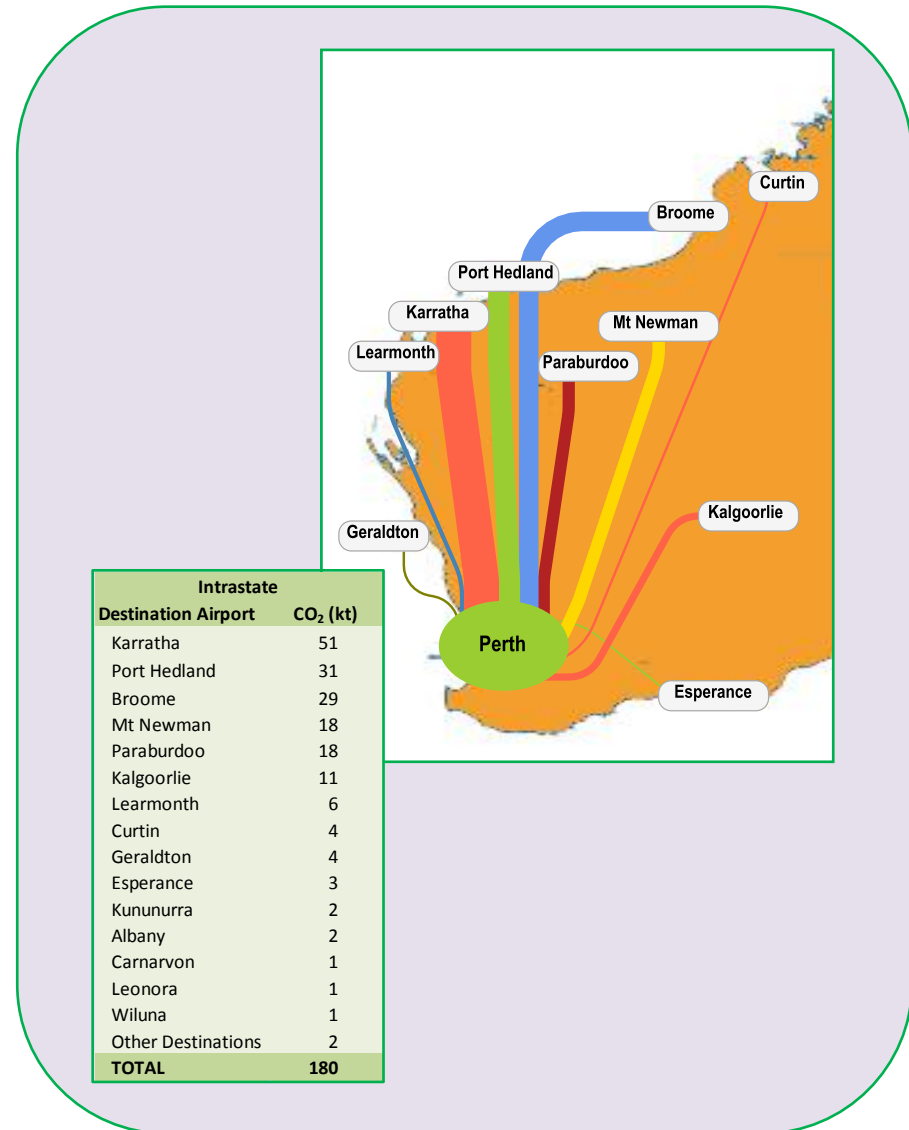 Curtin
Broome
Port Hedland
Karratha
Mt Newman
Learmonth
Paraburdoo
Kalgoorlie
Geraldton
Perth
Esperance
Intrastate
Destination Airport CO₂ (kt)
Karratha 51
Port Hedland 31
Broome 29
Mt Newman 18
Paraburdoo 18
Kalgoorlie 11
Learmonth 6
Curtin 4
Geraldton 4
Esperance 3
Kununurra 2
Albany 2
Carnarvon 1
Leonora 1
Wiluna 1
Other Destinations 2
TOTAL 180